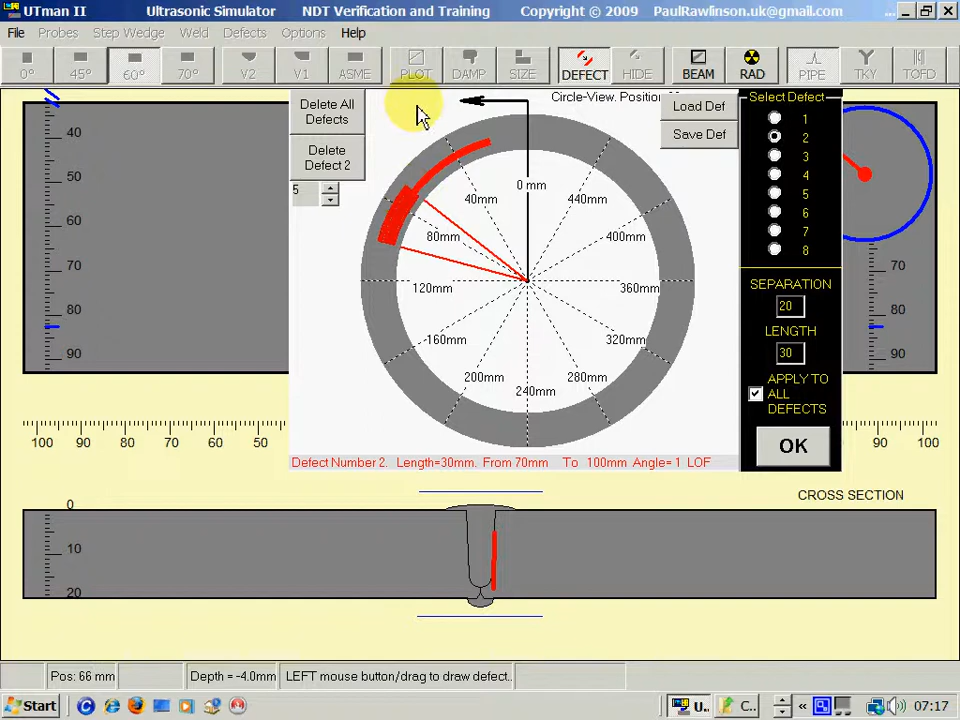 UTman II Ultrasonic Simulator NDT Verification and Training Copyright © 2009 PaulRawlinson.uk@gmail.com ...
File Probes Step Wedge Weld Defects Options Help
0° 45° 60° 70° V2 V1 ASME PLOT DAMP SIZE DEFECT HIDE BEAM RAD PIPE TKY TOFD
Delete All
Defects
Delete
Defect 2
5
Circle-View. Position
Load Def
Save Def
0 mm
40mm
80mm
120mm
160mm
200mm
240mm
280mm
320mm
360mm
400mm
440mm
Defect Number 2. Length=30mm. From 70mm To 100mm Angle= 1 LOF
Select Defect
1
2
3
4
5
6
7
8
SEPARATION
20
LENGTH
30
APPLY TO
ALL
DEFECTS
OK
40
50
60
70
80
90
70
80
90
100 90 80 70 60 50
90 100
CROSS SECTION
0
10
20
Pos: 66 mm Depth = -4.0mm LEFT mouse button/drag to draw defect..
Start U... C... « 07:17